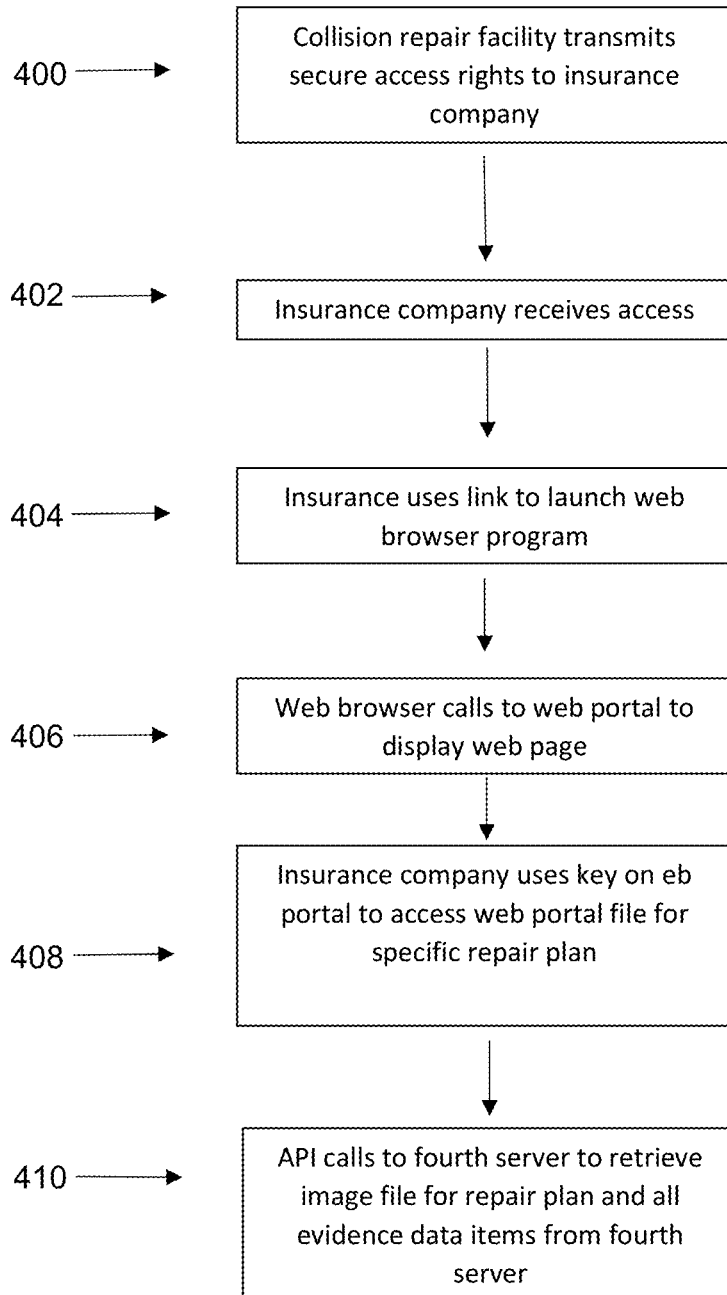 400
Collision repair facility transmits
secure access rights to insurance
company
402
Insurance company receives access
404
Insurance uses link to launch web
browser program
406
Web browser calls to web portal to
display web page
408
Insurance company uses key on eb
portal to access web portal file for
specific repair plan
410
API calls to fourth server to retrieve
image file for repair plan and all
evidence data items from fourth
server